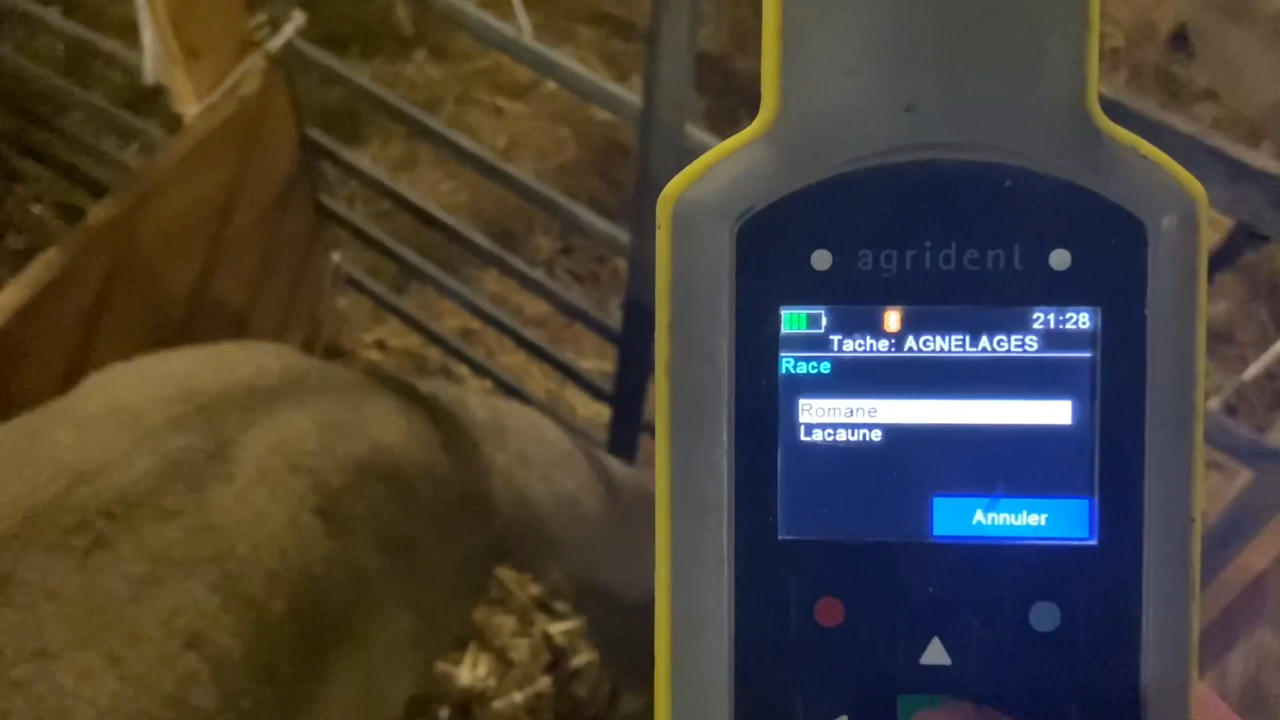 agrident
21:28
Tache: AGNELAGES
Race
Romane
Lacaune
Annuler